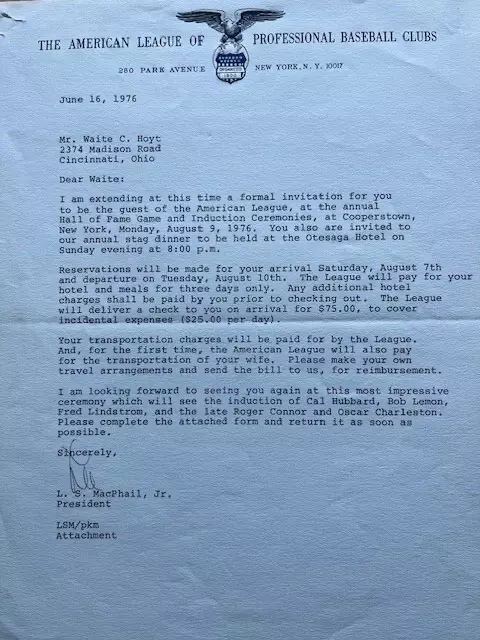 THE AMERICAN LEAGUE OF PROFESSIONAL BASEBALL CLUBS
280 PARK AVENUE NEW YORK, N. Y. 10017
ORGANIZED
1900
June 16, 1976
Mr. Waite C. Hoyt
2374 Madison Road
Cincinnati, Ohio
Dear Waite:
I am extending at this time a formal invitation for you
to be the guest of the American League, at the annual
Hall of Fame Game and Induction Ceremonies, at Cooperstown,
New York, Monday, August 9, 1976. You also are invited to
our annual stag dinner to be held at the Otesaga Hotel on
Sunday evening at 8:00 p.m.
Reservations will be made for your arrival Saturday, August 7th
and departure on Tuesday, August 10th. The League will pay for your
hotel and meals for three days only. Any additional hotel
charges shall be paid by you prior to checking out. The League
will deliver a check to you on arrival for $75.00, to cover
incidental expenses ($25.00 per day).
Your transportation charges will be paid for by the League.
And, for the first time, the American League will also pay
for the transportation of your wife. Please make your own
travel arrangements and send the bill to us, for reimbursement.
I am looking forward to seeing you again at this most impressive
ceremony which will see the induction of Cal Hubbard, Bob Lemon,
Fred Lindstrom, and the late Roger Connor and Oscar Charleston.
Please complete the attached form and return it as soon as
possible.
Sincerely,
L. S. MacPhail, Jr.
President
LSM/pkm
Attachment